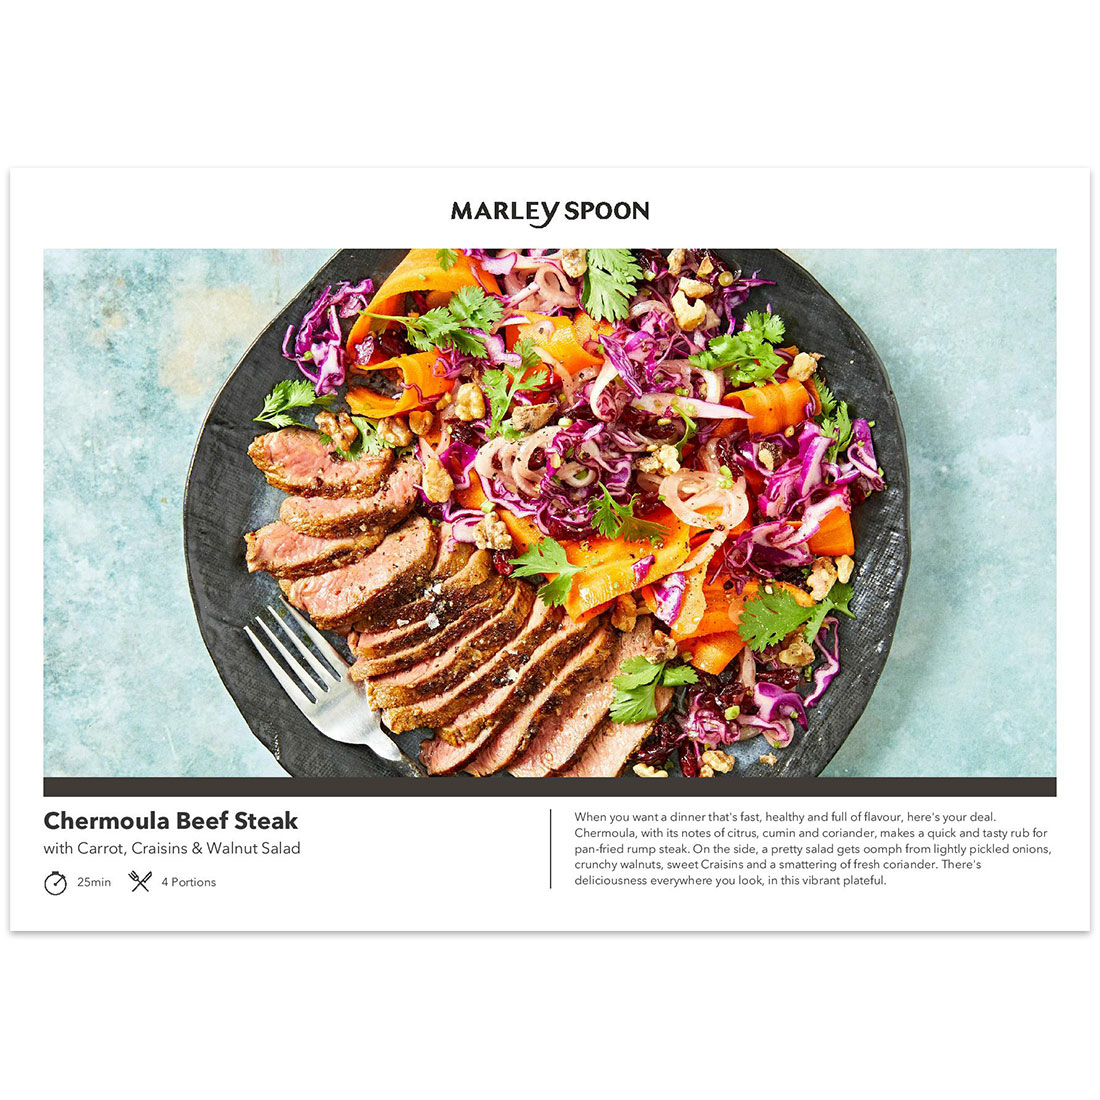 MARLEY SPOON
Chermoula Beef Steak
with Carrot, Craisins & Walnut Salad
25min 4 Portions
When you want a dinner that's fast, healthy and full of flavour, here's your deal.
Chermoula, with its notes of citrus, cumin and coriander, makes a quick and tasty rub for
pan-fried rump steak. On the side, a pretty salad gets oomph from lightly pickled onions,
crunchy walnuts, sweet Craisins and a smattering of fresh coriander. There's
deliciousness everywhere you look, in this vibrant plateful.